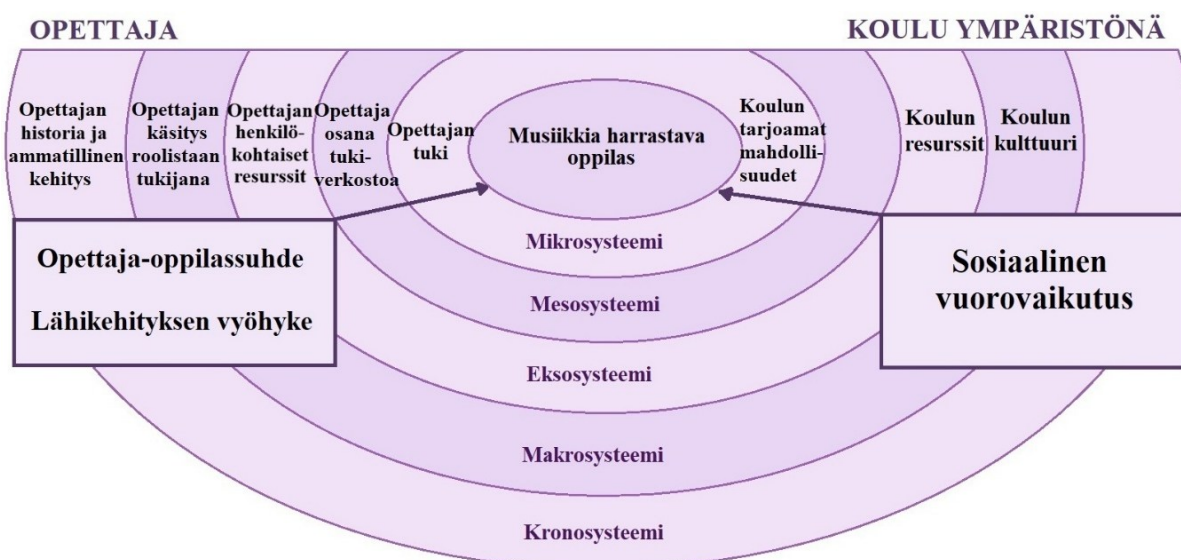 OPETTAJA
KOULU YMPÄRISTÖNÄ
Opettajan
historia ja
ammatillinen
kehitys
Opettajan
käsitys
roolistaan
tukijana
Opettajan
henkilö-
kohtaiset
resurssit
Opettaja
osana
tuki-
verkostoa
Opettajan
tuki
Musiikkia harrastava
oppilas
Koulun
tarjoamat
mahdolli-
suudet
Koulun
resurssit
Koulun
kulttuuri
Opettaja-oppilassuhde
Lähikehityksen vyöhyke
Sosiaalinen
vuorovaikutus
Mikrosysteemi
Mesosysteemi
Eksosysteemi
Makrosysteemi
Kronosysteemi